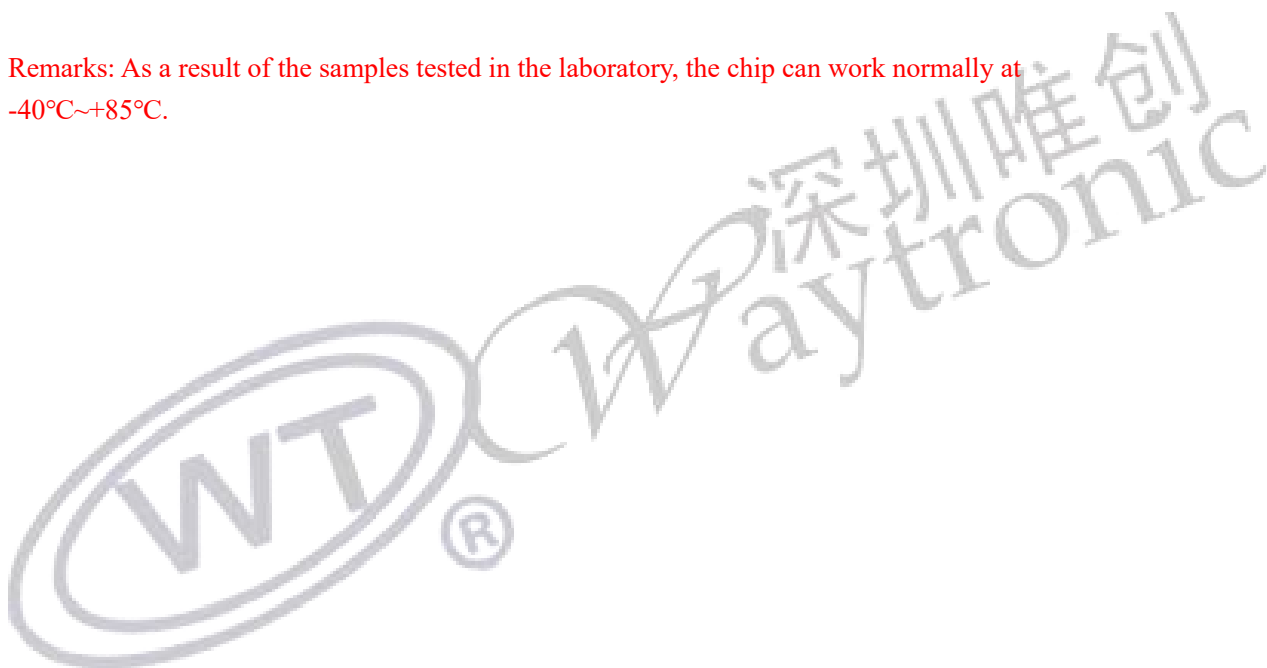 Remarks: As a result of the samples tested in the laboratory, the chip can work normally at
-40℃~+85℃.
深圳唯创
Waytronic
WT
®